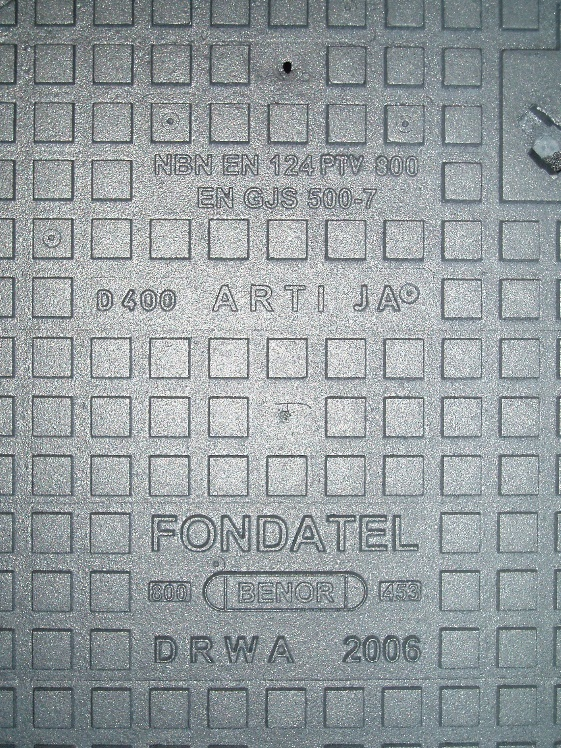 NBN EN 124 PTV 800
EN GJS 500-7
D 400 ARTI JA
FONDATEL
800 BENOR 453
DRWA 2006